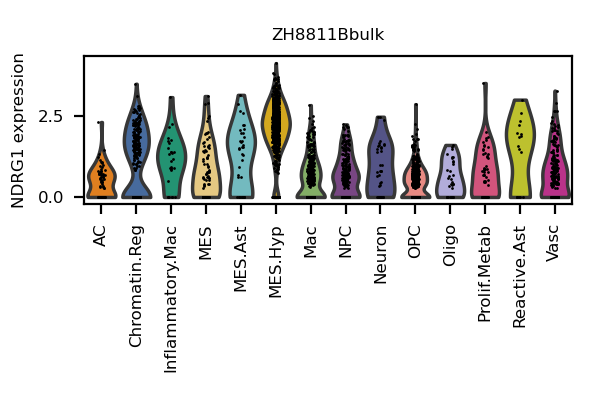 ZH8811Bbulk
NDRG1 expression
2.5
0.0
AC
Chromatin.Reg
Inflammatory.Mac
MES
MES.Ast
MES.Hyp
Mac
NPC
Neuron
OPC
Oligo
Prolif.Metab
Reactive.Ast
Vasc